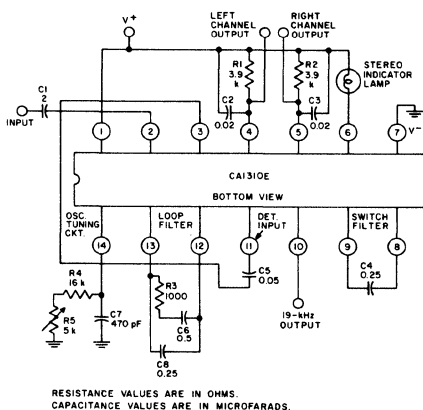 LEFT
CHANNEL
OUTPUT
RIGHT
CHANNEL
OUTPUT
V+
R1
3.9
k
R2
3.9
k
STEREO
INDICATOR
LAMP
C1
2
C2
0.02
C3
0.02
INPUT
1
2
3
4
5
6
7
V-
CA1310E
BOTTOM VIEW
OSC.
TUNING
CKT.
LOOP
FILTER
DET.
INPUT
SWITCH
FILTER
14
13
12
11
10
9
8
R4
16 k
R5
5 k
C7
470 pF
R3
1000
C6
0.5
C8
0.25
C5
0.05
19-kHz
OUTPUT
C4
0.25
RESISTANCE VALUES ARE IN OHMS.
CAPACITANCE VALUES ARE IN MICROFARADS.